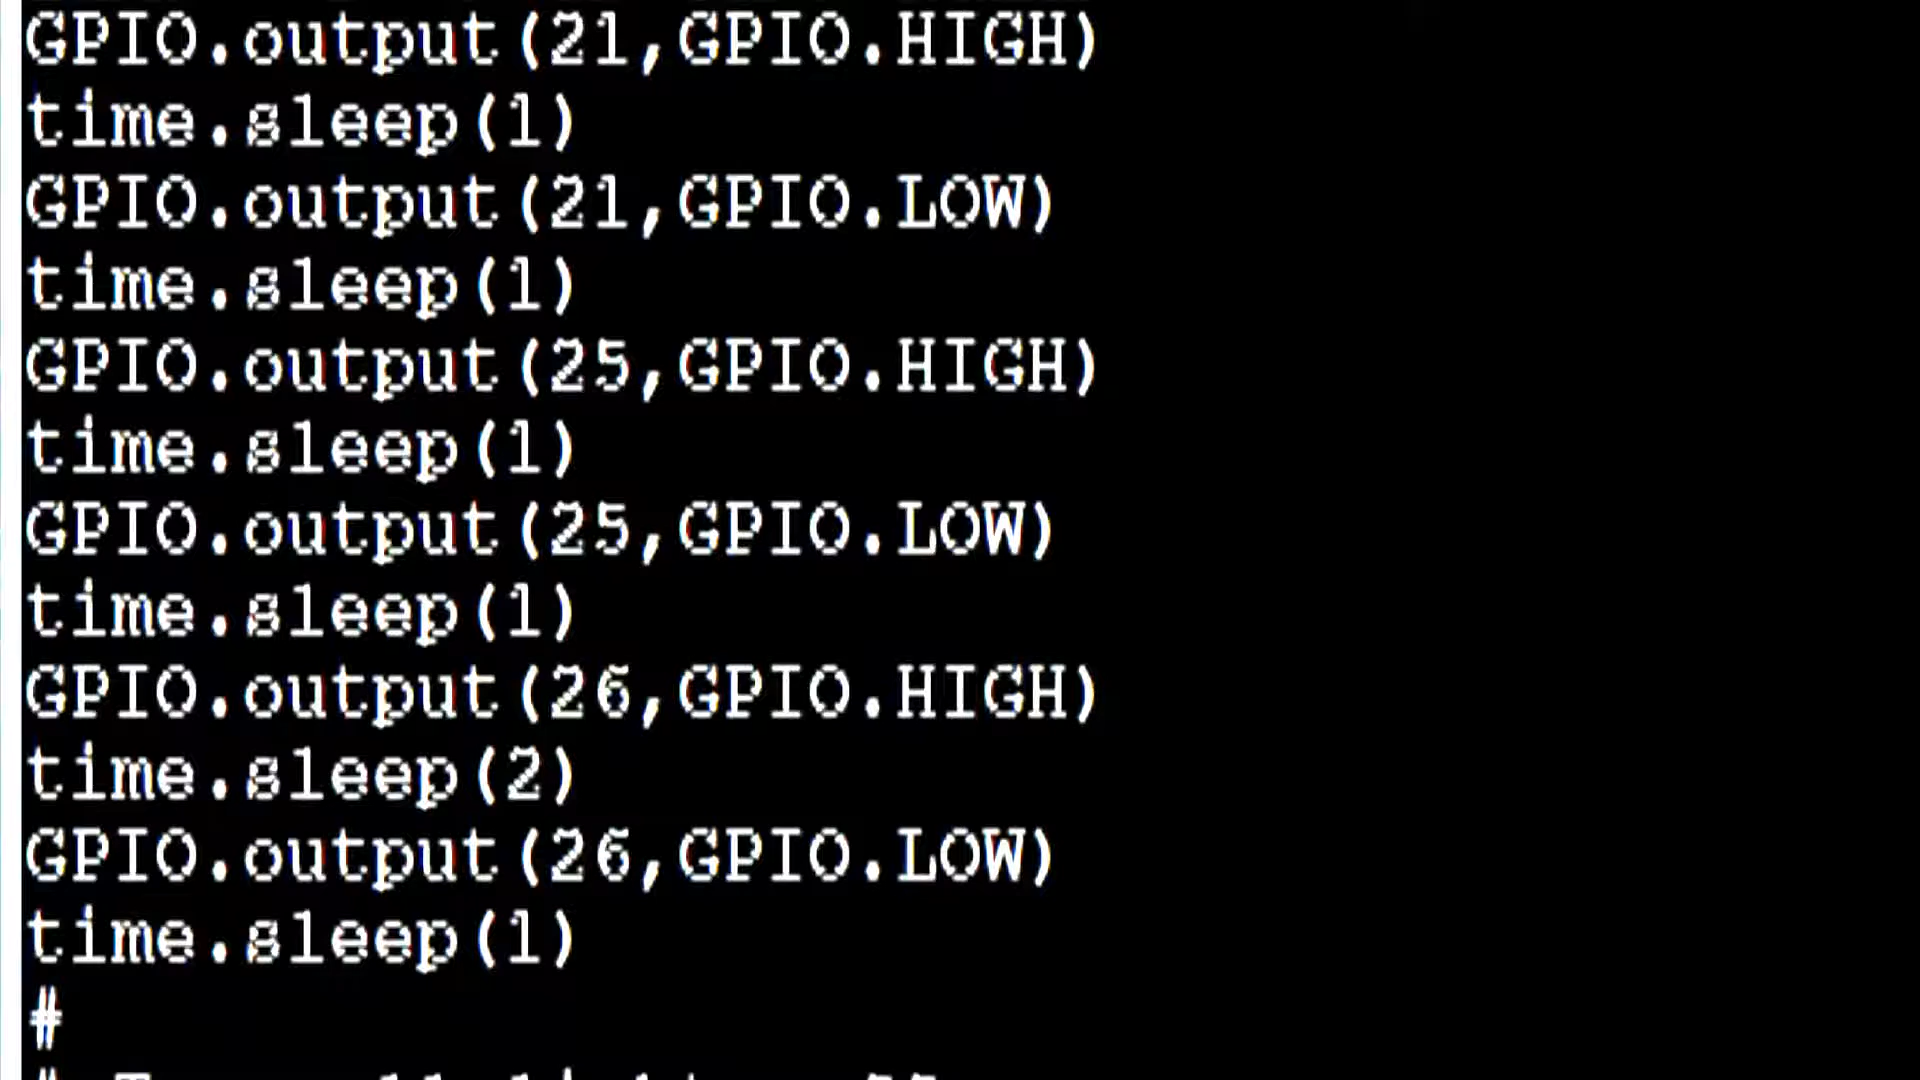 GPIO.output(21,GPIO.HIGH)
time.sleep(1)
GPIO.output(21,GPIO.LOW)
time.sleep(1)
GPIO.output(25,GPIO.HIGH)
time.sleep(1)
GPIO.output(25,GPIO.LOW)
time.sleep(1)
GPIO.output(26,GPIO.HIGH)
time.sleep(2)
GPIO.output(26,GPIO.LOW)
time.sleep(1)
#
#